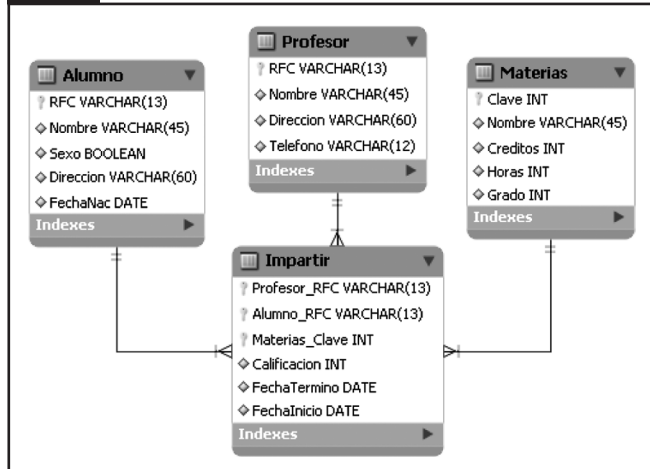 Alumno
RFC VARCHAR(13)
Nombre VARCHAR(45)
Sexo BOOLEAN
Direccion VARCHAR(60)
FechaNac DATE
Indexes
Profesor
RFC VARCHAR(13)
Nombre VARCHAR(45)
Direccion VARCHAR(60)
Telefono VARCHAR(12)
Indexes
Materias
Clave INT
Nombre VARCHAR(45)
Creditos INT
Horas INT
Grado INT
Indexes
Impartir
Profesor_RFC VARCHAR(13)
Alumno_RFC VARCHAR(13)
Materias_Clave INT
Calificacion INT
FechaTermino DATE
FechaInicio DATE
Indexes